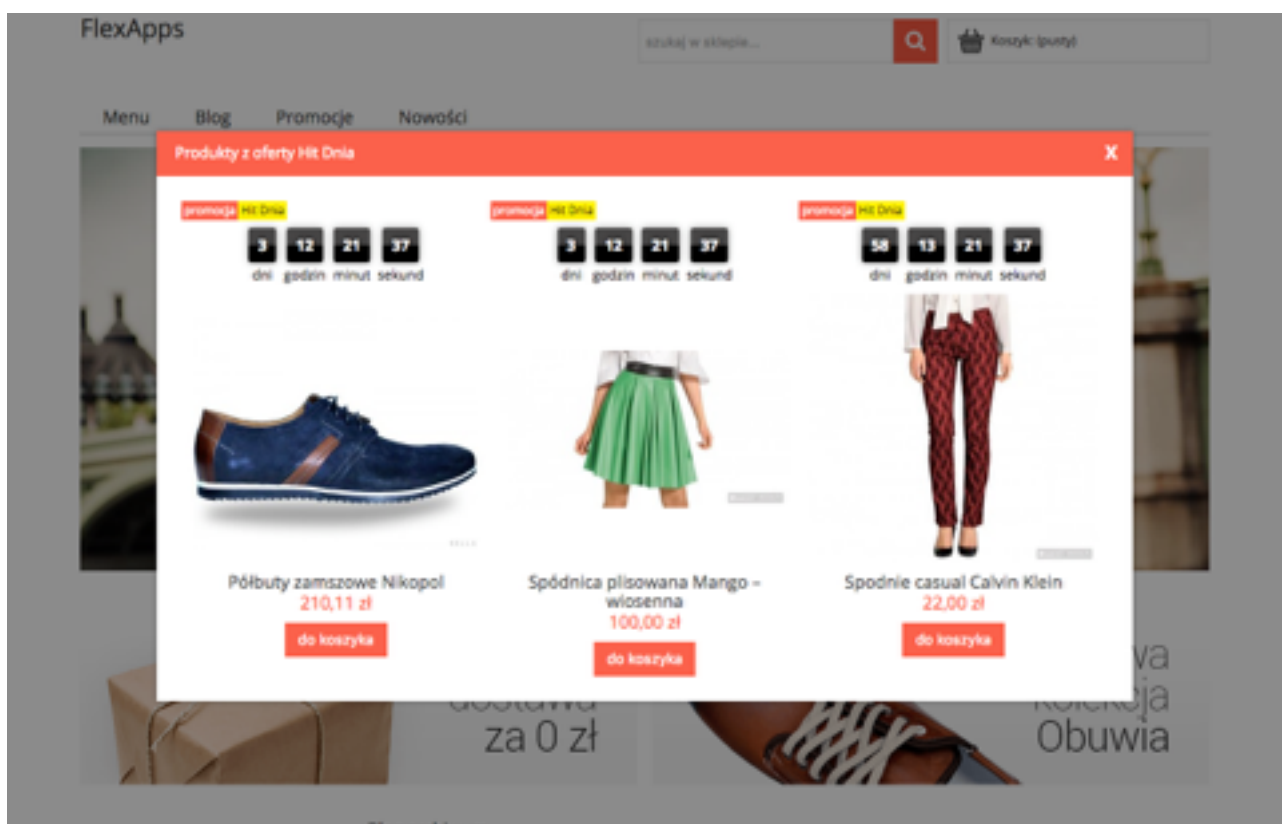 FlexApps
szukaj w sklepie...
Koszyk: (pusty)
Menu Blog Promocje Nowości
Produkty z oferty Hit Dnia X
promocja Hit Dnia
3 12 21 37
dni godzin minut sekund
Półbuty zamszowe Nikopol
210,11 zł
do koszyka
promocja Hit Dnia
3 12 21 37
dni godzin minut sekund
Spódnica plisowana Mango –
wiosenna
100,00 zł
do koszyka
promocja Hit Dnia
58 13 21 37
dni godzin minut sekund
Spodnie casual Calvin Klein
22,00 zł
do koszyka
dostawa
za 0 zł
kolekcja
Obuwia